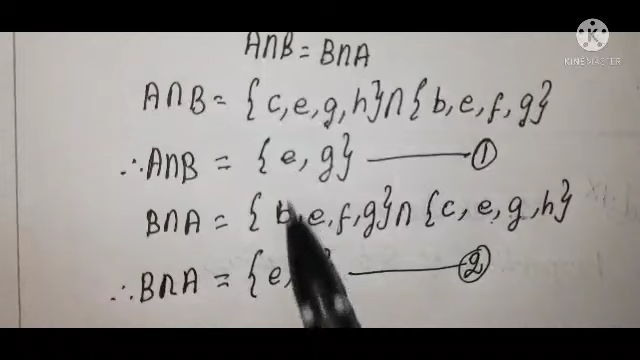 A∩B = B∩A
A∩B = {c, e, g, h}∩{b, e, f, g}
∴A∩B = {e, g} ①
B∩A = {b, e, f, g}∩{c, e, g, h}
∴B∩A = {e, } ②
KINEMASTER